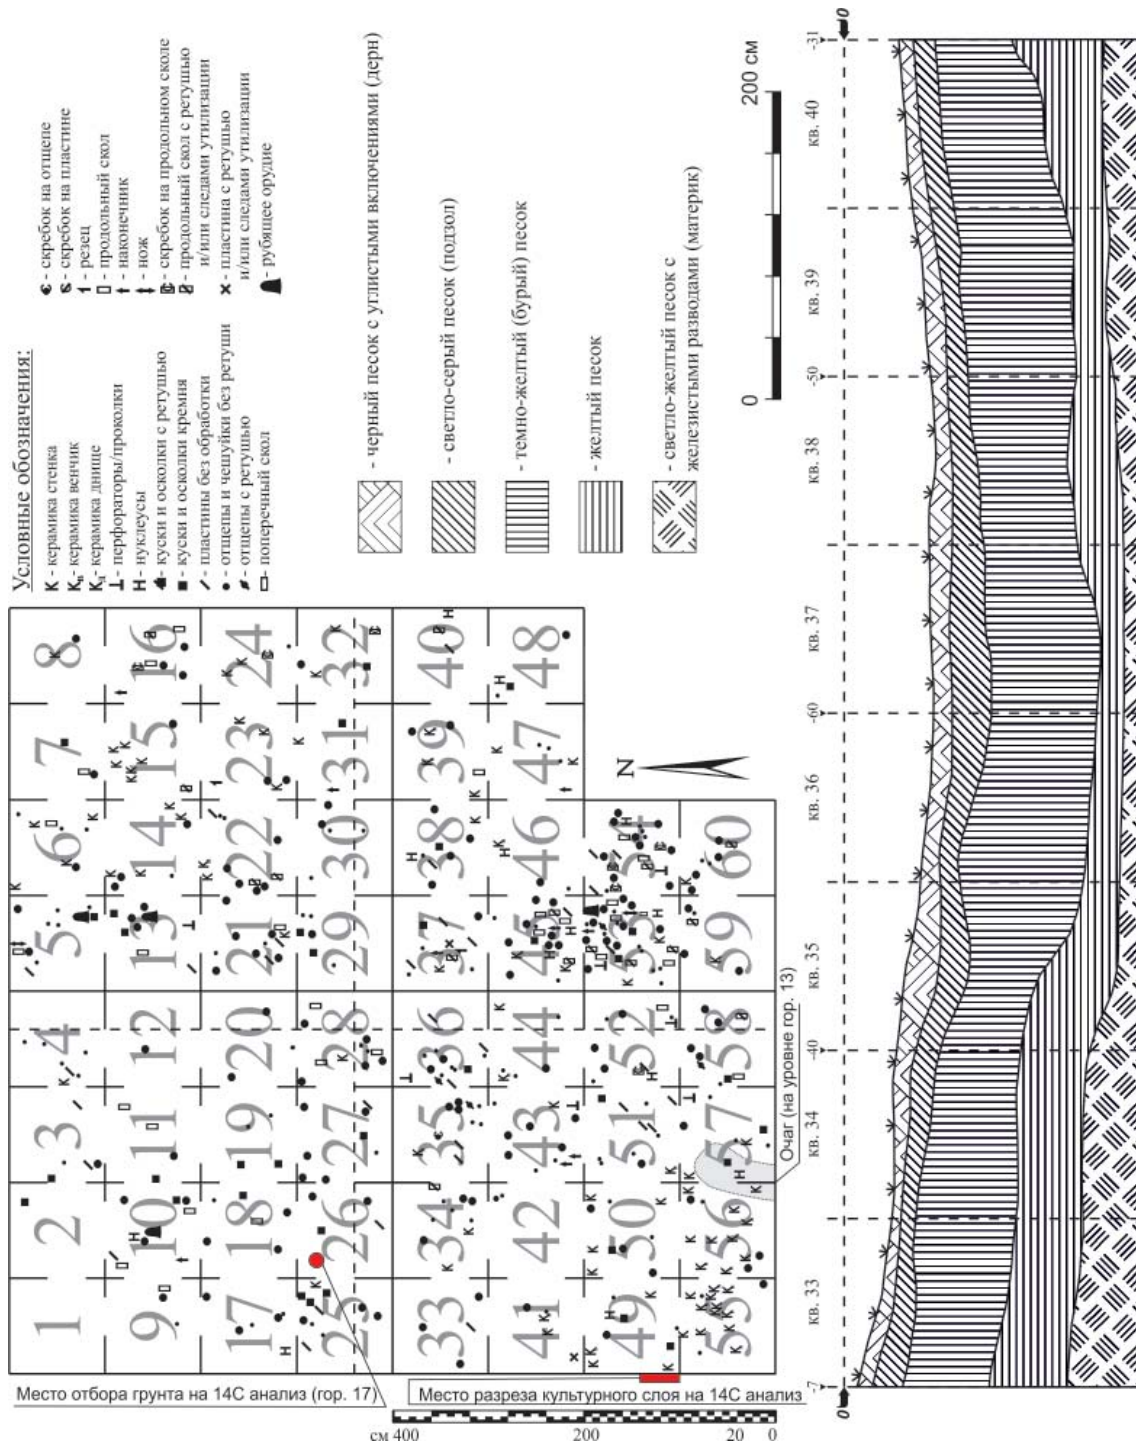 Условные обозначения:
К - керамика стенка
Кв - керамика венчик
Кд - керамика днище
- перфораторы/проколки
- нуклеусы
- куски и осколки с ретушью
- куски и осколки кремня
- пластины без обработки
- отщепы и чешуйки без ретуши
- отщепы с ретушью
- поперечный скол
- скребок на отщепе
- скребок на пластине
- резец
- продольный скол
- наконечник
- нож
- скребок на продольном сколе
- продольный скол с ретушью
и/или следами утилизации
- пластина с ретушью
и/или следами утилизации
- рубящее орудие
- черный песок с углистыми включениями (дерн)
- светло-серый песок (подзол)
- темно-желтый (бурый) песок
- желтый песок
- светло-желтый песок с
железистыми разводами (материк)
0 200 см
1 2 3 4 5 6 7 8
9 10 11 12 13 14 15 16
17 18 19 20 21 22 23 24
25 26 27 28 29 30 31 32
33 34 35 36 37 38 39 40
41 42 43 44 45 46 47 48
49 50 51 52 53 54
55 56 57 58 59 60
N
Очаг (на уровне гор. 13)
Место отбора грунта на 14С анализ (гор. 17)
Место разреза культурного слоя на 14С анализ
см 400 200 20 0
0 0
-7 -40 -60 -50 -31
кв. 33 кв. 34 кв. 35 кв. 36 кв. 37 кв. 38 кв. 39 кв. 40